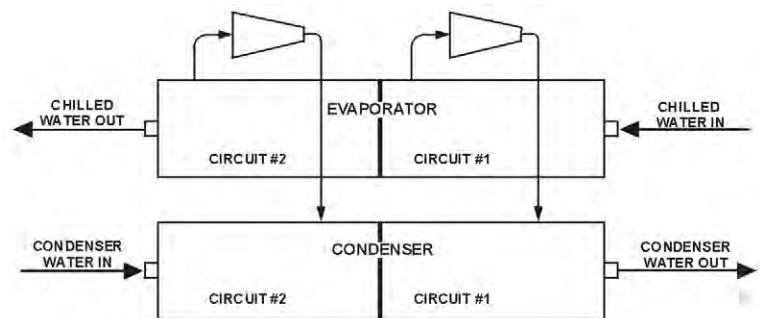 CHILLED
WATER OUT
EVAPORATOR
CHILLED
WATER IN
CIRCUIT #2
CIRCUIT #1
CONDENSER
WATER IN
CONDENSER
CONDENSER
WATER OUT
CIRCUIT #2
CIRCUIT #1